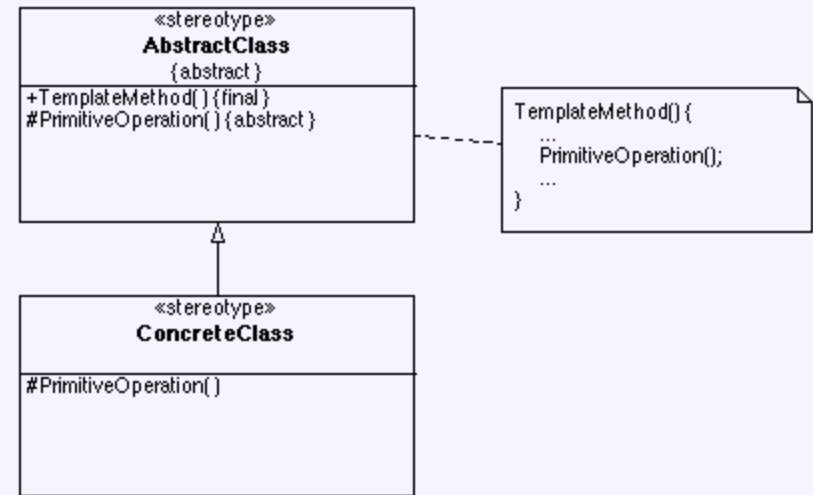 «stereotype»
AbstractClass
{abstract}
+TemplateMethod(){final}
#PrimitiveOperation(){abstract}
TemplateMethod(){
...
PrimitiveOperation();
...
}
«stereotype»
ConcreteClass
#PrimitiveOperation()